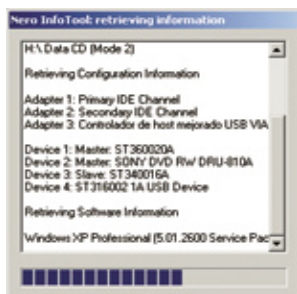 Nero InfoTool: retrieving information
H:\ Data CD (Mode 2)
Retrieving Configuration Information
Adapter 1: Primary IDE Channel
Adapter 2: Secondary IDE Channel
Adapter 3: Controlador de host mejorado USB VIA
Device 1: Master: ST360020A
Device 2: Master: SONY DVD RW DRU-810A
Device 3: Slave: ST340016A
Device 4: ST316002 1A USB Device
Retrieving Software Information
Windows XP Professional (5.01.2600 Service Pac